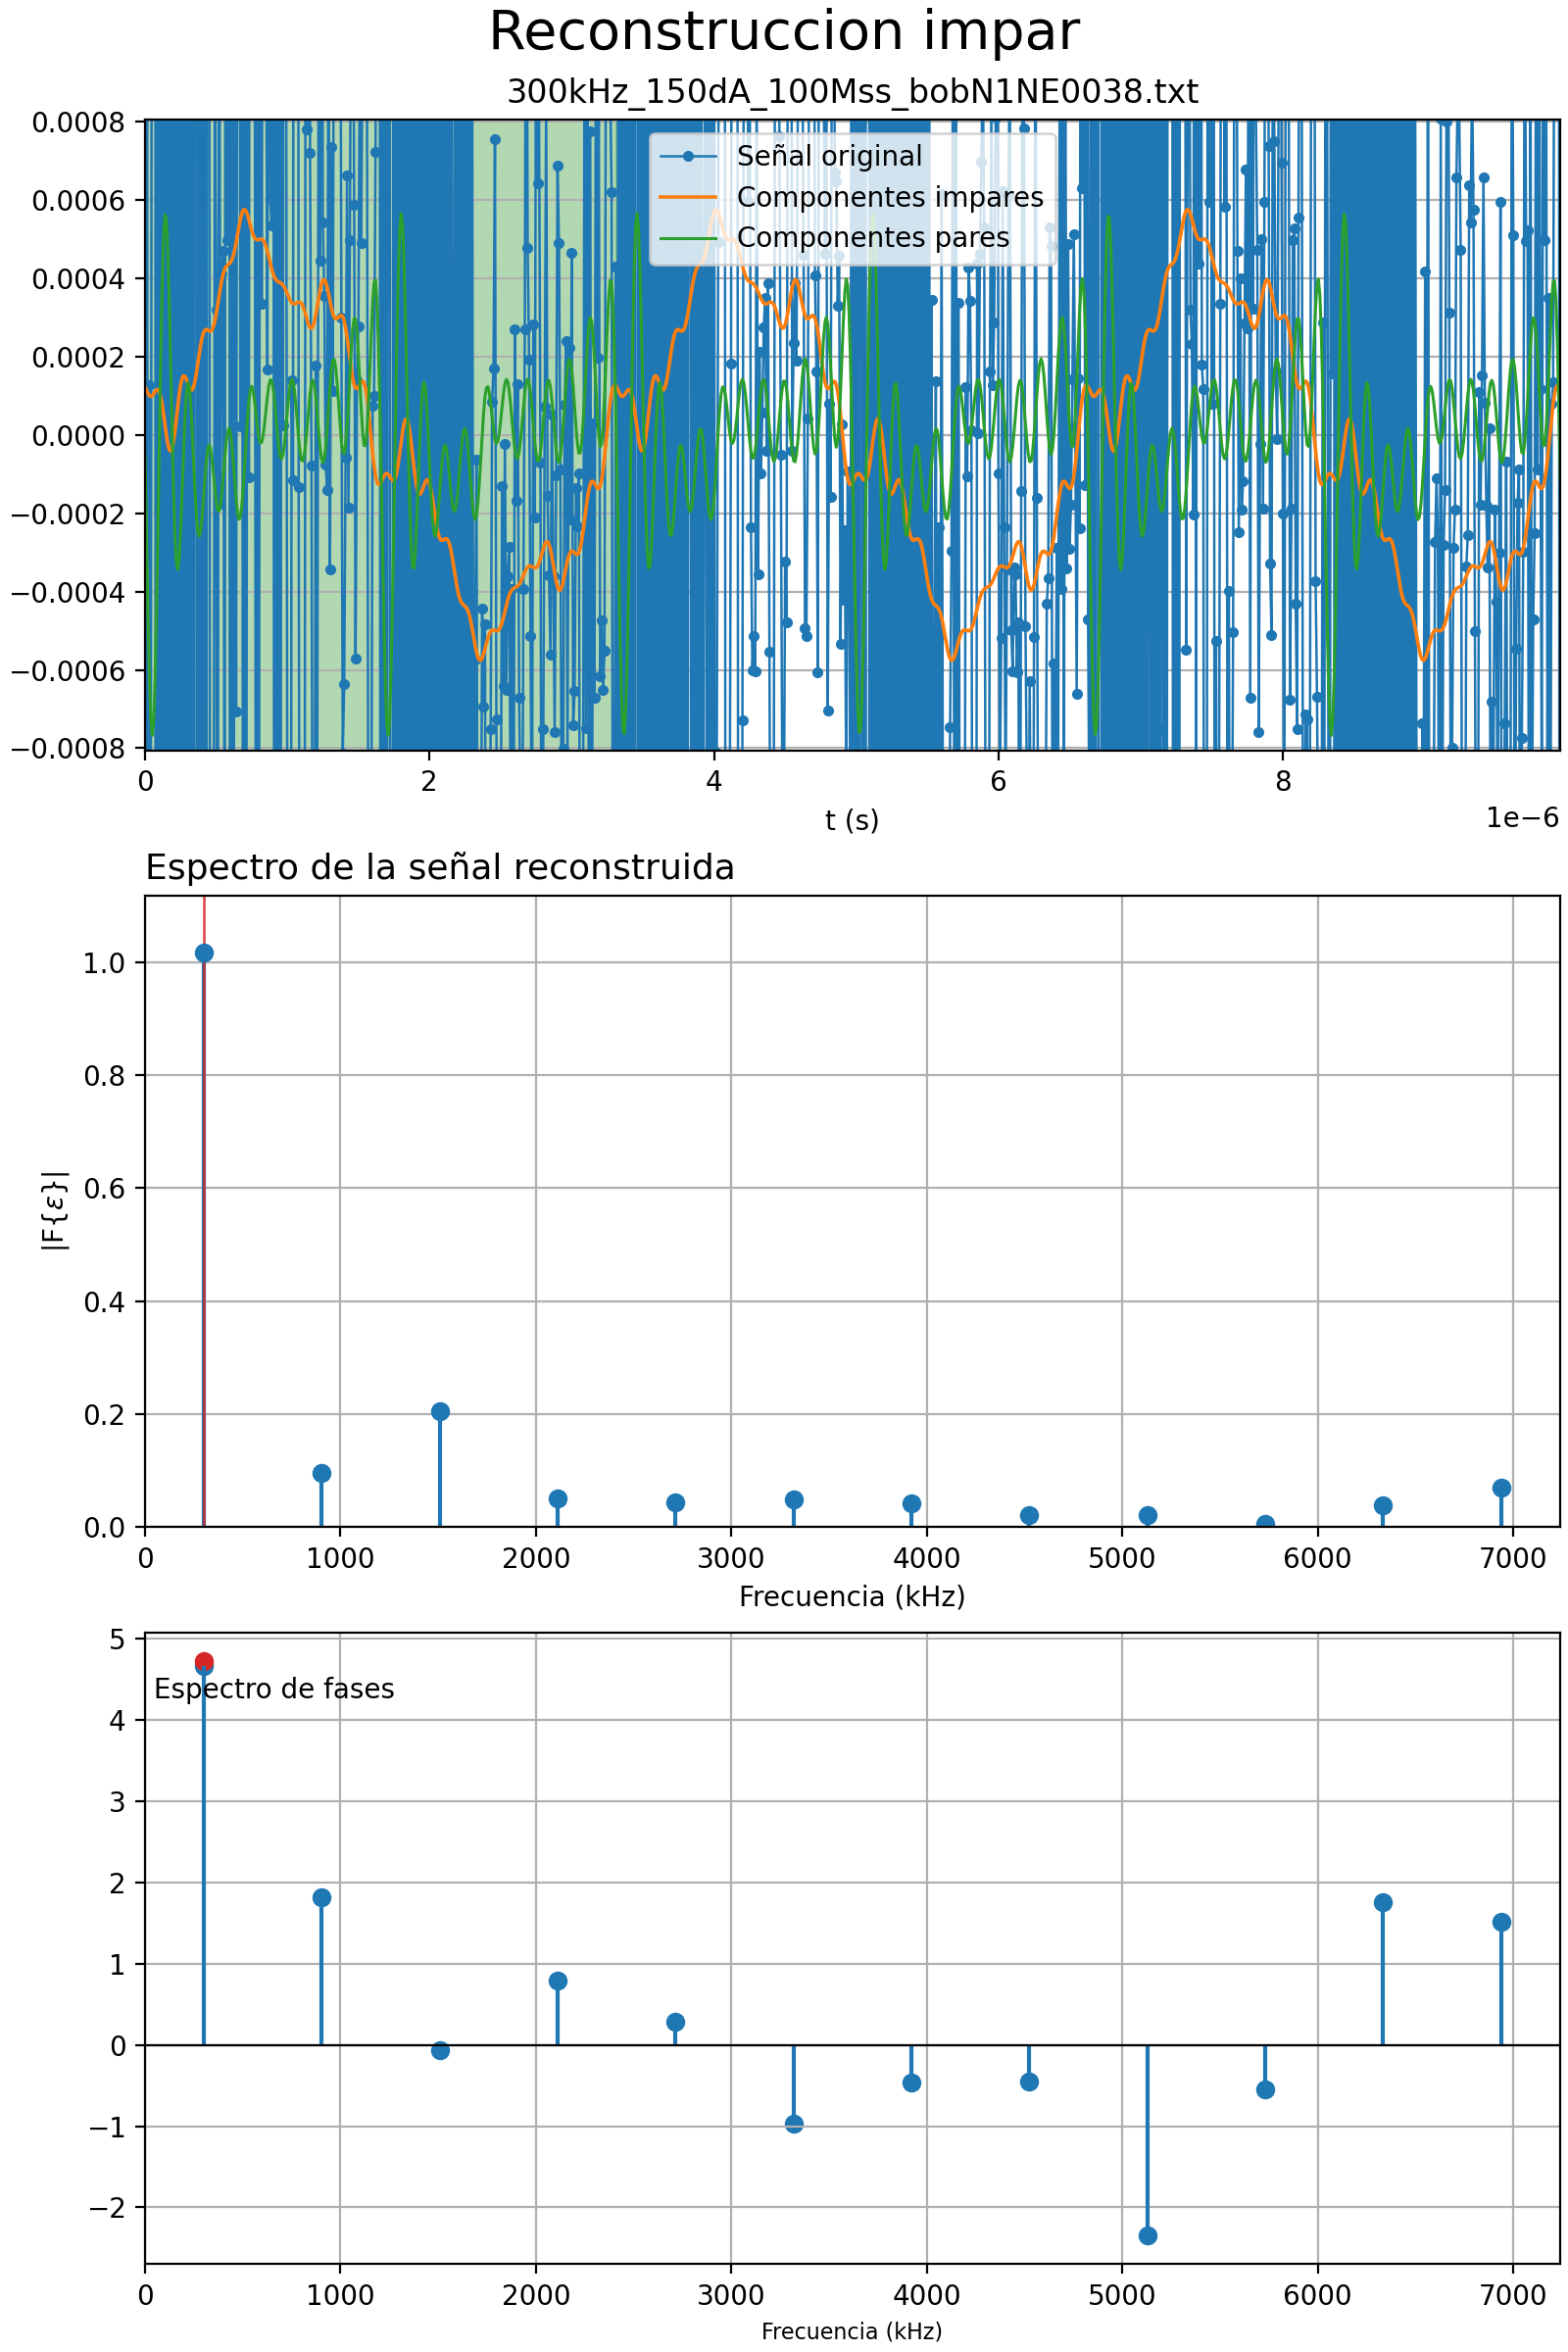 Reconstruccion impar
300kHz_150dA_100Mss_bobN1NE0038.txt
0.0008
0.0006
0.0004
0.0002
0.0000
−0.0002
−0.0004
−0.0006
−0.0008
Señal original
Componentes impares
Componentes pares
0 2 4 6 8
t (s)
1e−6
Espectro de la señal reconstruida
1.0
0.8
0.6
0.4
0.2
0.0
|F{ε}|
0 1000 2000 3000 4000 5000 6000 7000
Frecuencia (kHz)
5
4
3
2
1
0
−1
−2
Espectro de fases
0 1000 2000 3000 4000 5000 6000 7000
Frecuencia (kHz)